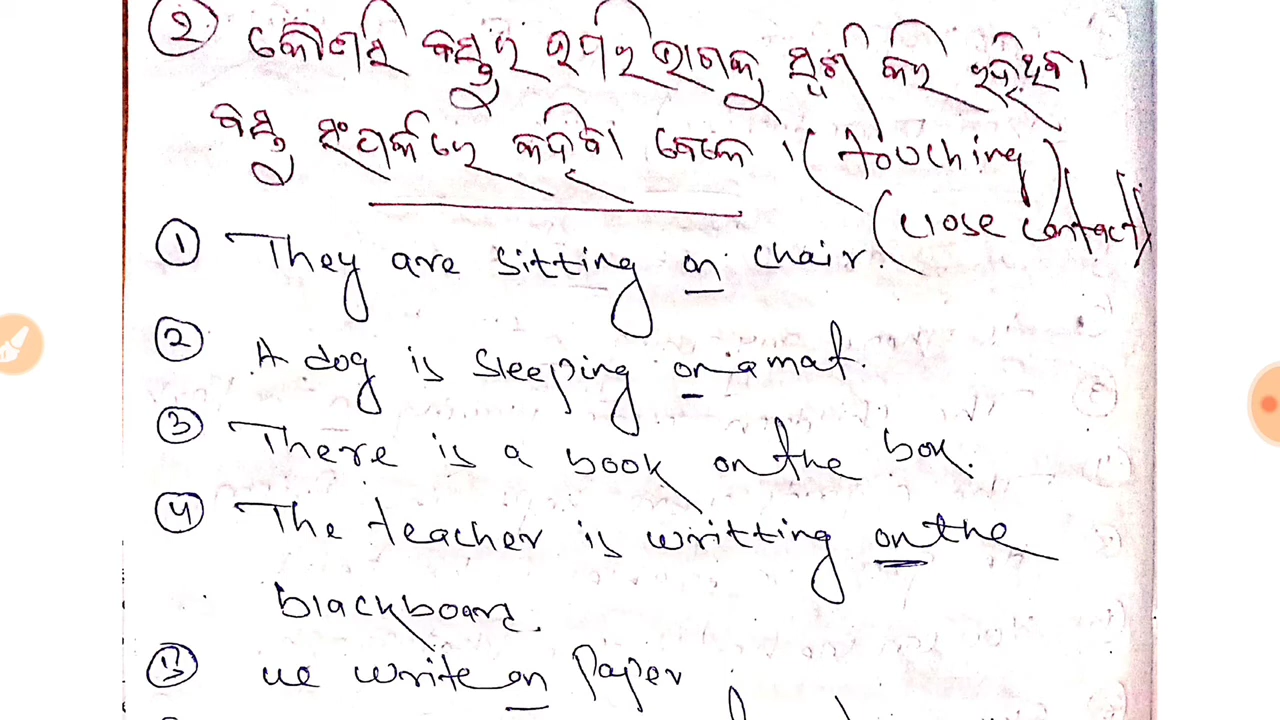 ୨ କୌଣସି ବସ୍ତୁର ଉପରି ଭାଗକୁ ସ୍ପର୍ଶ କରି ରହିଥିବା
ବସ୍ତୁ ସଂପର୍କରେ କହିବା ବେଳେ । (touching)
(close contact)
① They are sitting on chair.
② A dog is sleeping on a mat.
③ There is a book on the box.
④ The teacher is writting on the
blackboard.
we write on paper